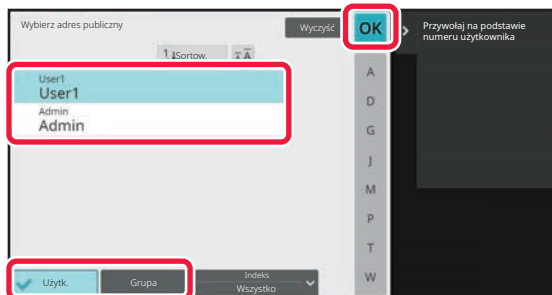 Wybierz adres publiczny
Wyczyść
OK
Przywołaj na podstawie
numeru użytkownika
1 Sortow.
A
User1
User1
Admin
Admin
A
D
G
J
M
P
T
W
Użytk.
Grupa
Indeks
Wszystko